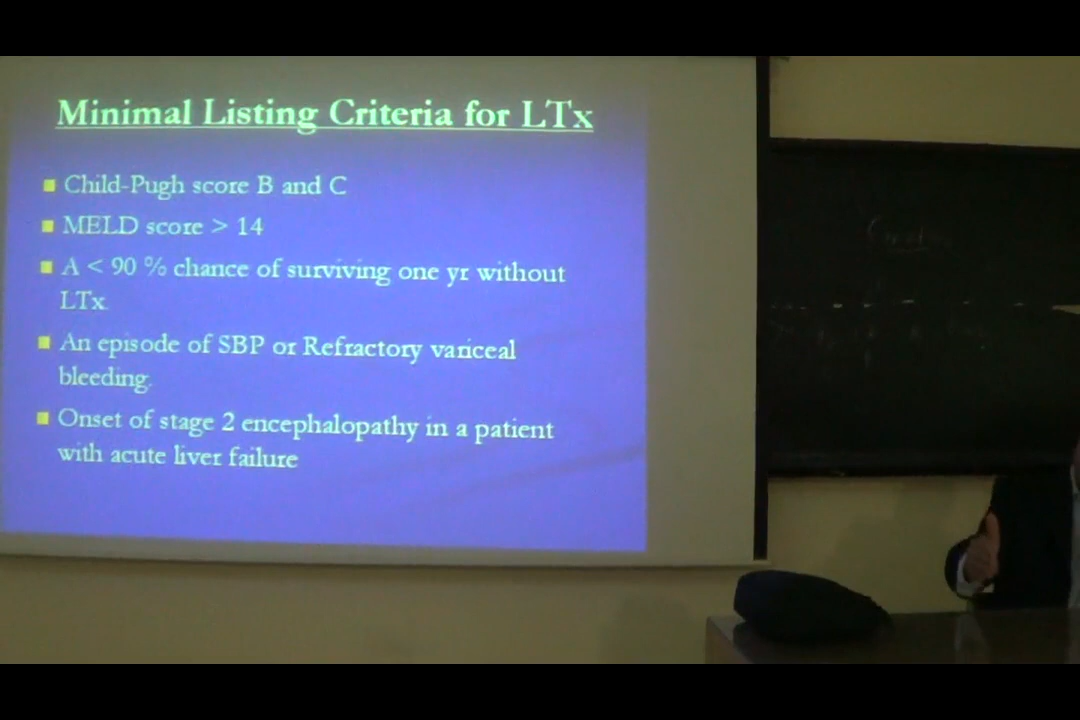 Minimal Listing Criteria for LTx
Child-Pugh score B and C
MELD score > 14
A < 90 % chance of surviving one yr without
LTx.
An episode of SBP or Refractory variceal
bleeding.
Onset of stage 2 encephalopathy in a patient
with acute liver failure